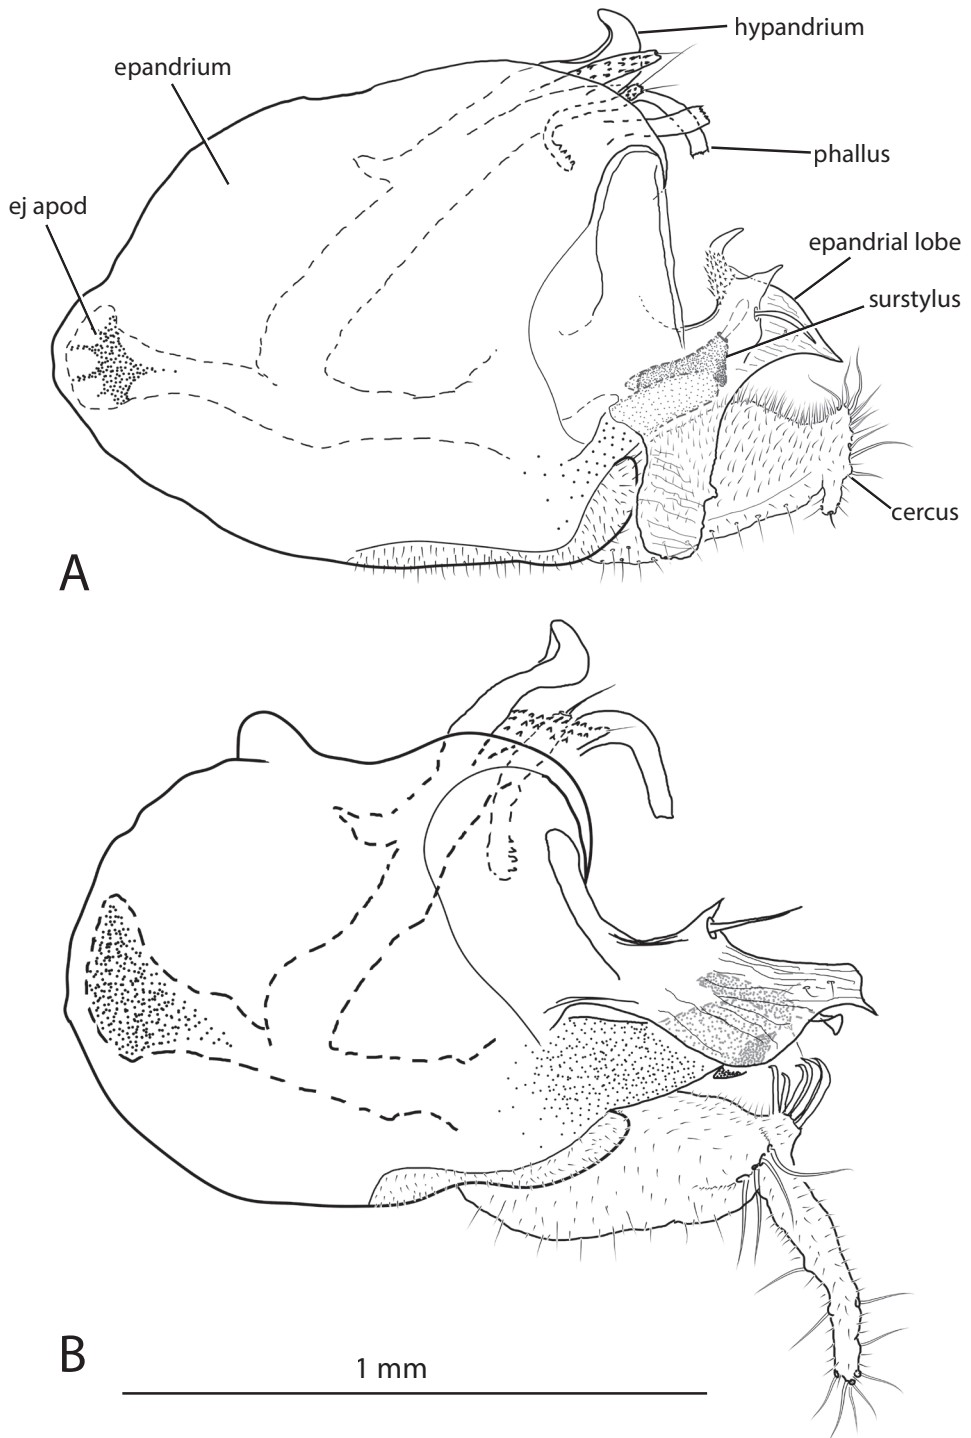 hypandrium
epandrium
phallus
ej apod
epandrial lobe
surstylus
cercus
A
B
1 mm